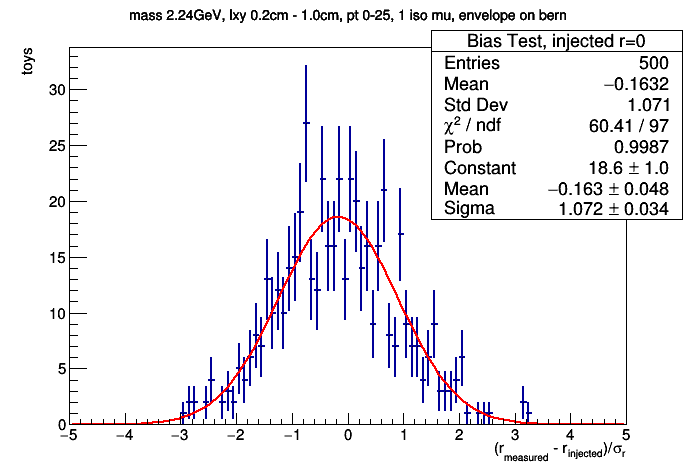 mass 2.24GeV, lxy 0.2cm - 1.0cm, pt 0-25, 1 iso mu, envelope on bern
Bias Test, injected r=0
Entries 500
Mean −0.1632
Std Dev 1.071
χ² / ndf 60.41 / 97
Prob 0.9987
Constant 18.6 ± 1.0
Mean −0.163 ± 0.048
Sigma 1.072 ± 0.034
toys
30
25
20
15
10
5
0
−5 −4 −3 −2 −1 0 1 2 3 4 5
(r_measured - r_injected)/σ_r